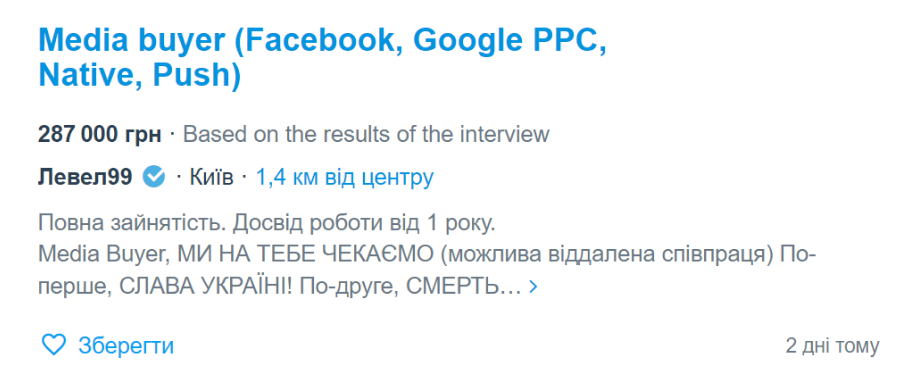 Media buyer (Facebook, Google PPC,
Native, Push)
287 000 грн · Based on the results of the interview
Левел99 · Київ · 1,4 км від центру
Повна зайнятість. Досвід роботи від 1 року.
Media Buyer, МИ НА ТЕБЕ ЧЕКАЄМО (можлива віддалена співпраця) По-
перше, СЛАВА УКРАЇНІ! По-друге, СМЕРТЬ…
Зберегти
2 дні тому